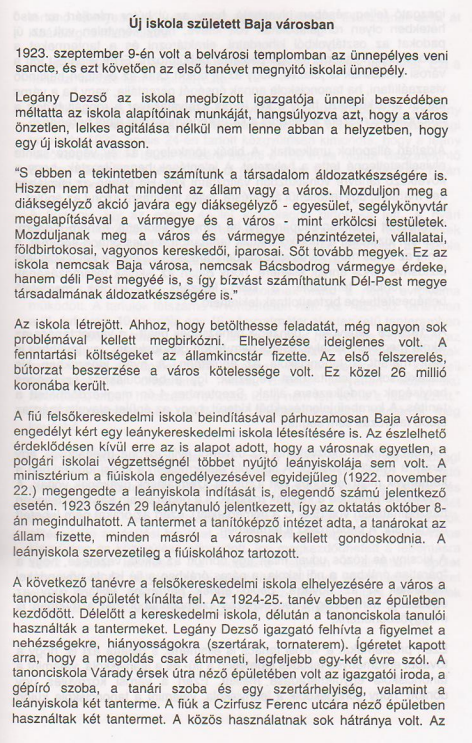 Új iskola született Baja városban
1923. september 9-én volt a belvárosi templomban az ünnepélyes veni
sancte, és ezt követően az első tanévet megnyitó iskolai ünnepély.
Legány Dezső az iskola megbízott igazgatója ünnepi beszédében
méltatta az iskola alapítóinak munkáját, hangsúlyozva azt, hogy a város
önzetlen, lelkes agitálása nélkül nem lenne abban a helyzetben, hogy
egy új iskolát avasson.
"S ebben a tekintetben számítunk a társadalom áldozatkészségére is.
Hiszen nem adhat mindent az állam vagy a város. Mozduljon meg a
diáksegélyző akció javára egy diáksegélyző - egyesület, segélykönyvtár
megalapításával a vármegye és a város - mint erkölcsi testületek.
Mozduljanak meg a város és vármegye pénzintézetei, vállalatai,
földbirtokosai, vagyonos kereskedői, iparosai. Sőt tovább megyek. Ez az
iskola nemcsak Baja városa, nemcsak Bácsbodrog vármegye érdeke,
hanem déli Pest megyéé is, s így bízvást számíthatunk Dél-Pest megye
társadalmának áldozatkészségére is."
Az iskola létrejött. Ahhoz, hogy betölthesse feladatát, még nagyon sok
problémával kellett megbirkózni. Elhelyezése ideiglenes volt. A
fenntartási költségeket az államkincstár fizette. Az első felszerelés,
bútorzat beszerzése a város kötelessége volt. Ez közel 26 millió
koronába került.
A fiú felsőkereskedelmi iskola beindításával párhuzamosan Baja városa
engedélyt kért egy leánykereskedelmi iskola létesítésére is. Az észlelhető
érdeklődésen kívül erre az is alapot adott, hogy a városnak egyetlen, a
polgári iskolai végzettségnél többet nyújtó leányiskolája sem volt. A
minisztérium a fiúiskola engedélyezésével egyidejűleg (1922. november
22.) megengedte a leányiskola indítását is, elegendő számú jelentkező
esetén. 1923 őszén 29 leánytanuló jelentkezett, így az oktatás október 8-
án megindulhatott. A tantermet a tanítóképző intézet adta, a tanárokat az
állam fizette, minden másról a városnak kellett gondoskodnia. A
leányiskola szervezetileg a fiúiskolához tartozott.
A következő tanévre a felsőkereskedelmi iskola elhelyezésére a város a
tanonciskola épületét kínálta fel. Az 1924-25. tanév ebben az épületben
kezdődött. Délelőtt a kereskedelmi iskola, délután a tanonciskola tanulói
használták a tantermeket. Legány Dezső igazgató felhívta a figyelmet a
nehézségekre, hiányosságokra (szertárak, tornaterem). Ígéretet kapott
arra, hogy a megoldás csak átmeneti, legfeljebb egy-két évre szól. A
tanonciskola Várady érsek útra néző épületében volt az igazgatói iroda, a
gépíró szoba, a tanári szoba és egy szertárhelyiség, valamint a
leányiskola két tanterme. A fiúk a Czirfusz Ferenc utcára néző épületben
használtak két tantermet. A közös használatnak sok hátránya volt. Az